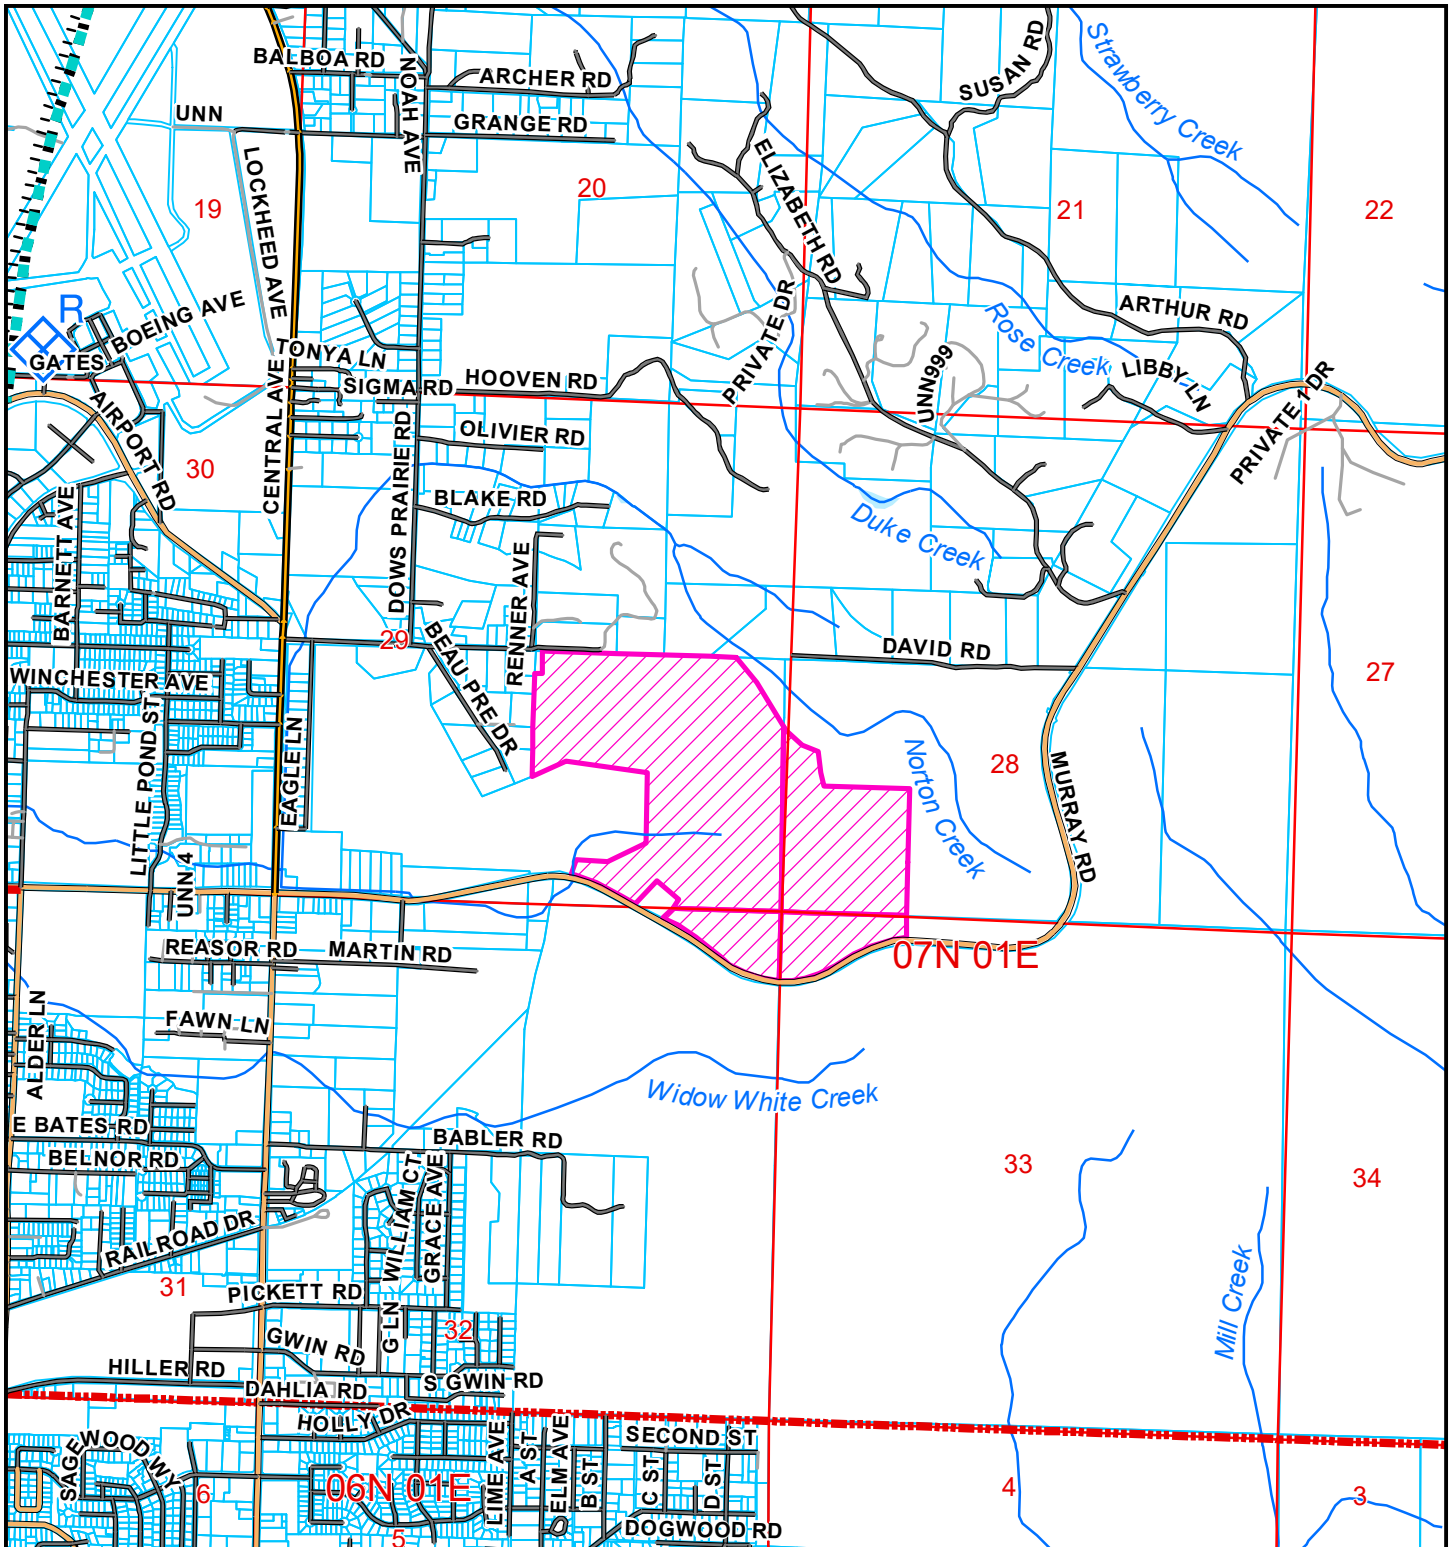 BALBOA RD
NOAH AVE
ARCHER RD
SUSAN RD
Strawberry Creek
UNN
GRANGE RD
LOCKHEED AVE
ELIZABETH RD
19
20
21
22
R
BOEING AVE
GATES
TONYA LN
SIGMA RD
HOOVEN RD
PRIVATE DR
Rose Creek
ARTHUR RD
LIBBY LN
UNN999
PRIVATE 1 DR
AIRPORT RD
CENTRAL AVE
DOWS PRAIRIE RD
OLIVIER RD
30
BLAKE RD
Duke Creek
BARNETT AVE
RENNER AVE
29
BEAU PRE DR
DAVID RD
27
WINCHESTER AVE
LITTLE POND ST
EAGLE LN
Norton Creek
28
MURRAY RD
UNN 4
REASOR RD
MARTIN RD
07N 01E
ALDER LN
FAWN LN
Widow White Creek
E BATES RD
BELNOR RD
BABLER RD
33
34
WILLIAM CT
GRACE AVE
RAILROAD DR
31
PICKETT RD
G LN
32
Mill Creek
GWIN RD
HILLER RD
DAHLIA RD
S GWIN RD
HOLLY DR
SAGEWOOD WY
LIME AVE
A ST
ELM AVE
B ST
SECOND ST
C ST
D ST
06N 01E
6
5
4
3
DOGWOOD RD